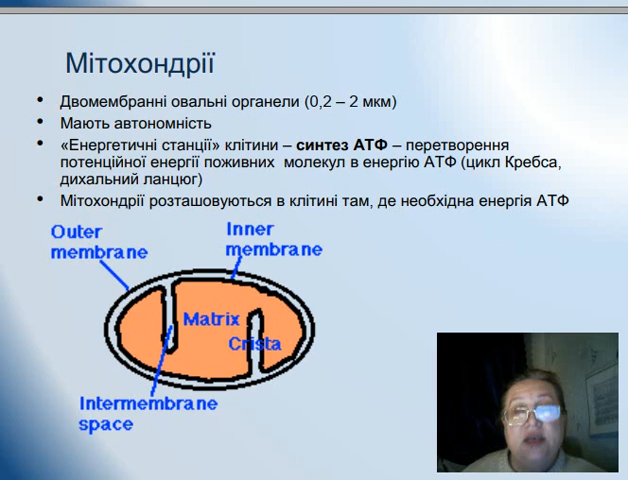 Мітохондрії
• Двомембранні овальні органели (0,2 – 2 мкм)
• Мають автономність
• «Енергетичні станції» клітини – синтез АТФ – перетворення
потенційної енергії поживних молекул в енергію АТФ (цикл Кребса,
дихальний ланцюг)
• Мітохондрії розташовуються в клітині там, де необхідна енергія АТФ
Outer
membrane
Inner
membrane
Matrix
Crista
Intermembrane
space